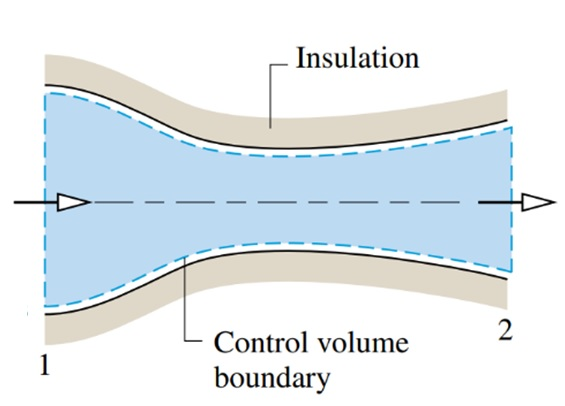 Insulation
2
Control volume
boundary
1